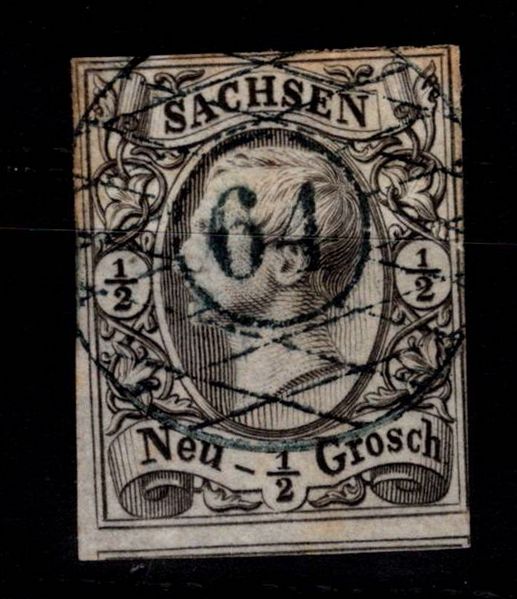 SACHSEN
64
1/2
1/2
Neu - 1/2 Grosch